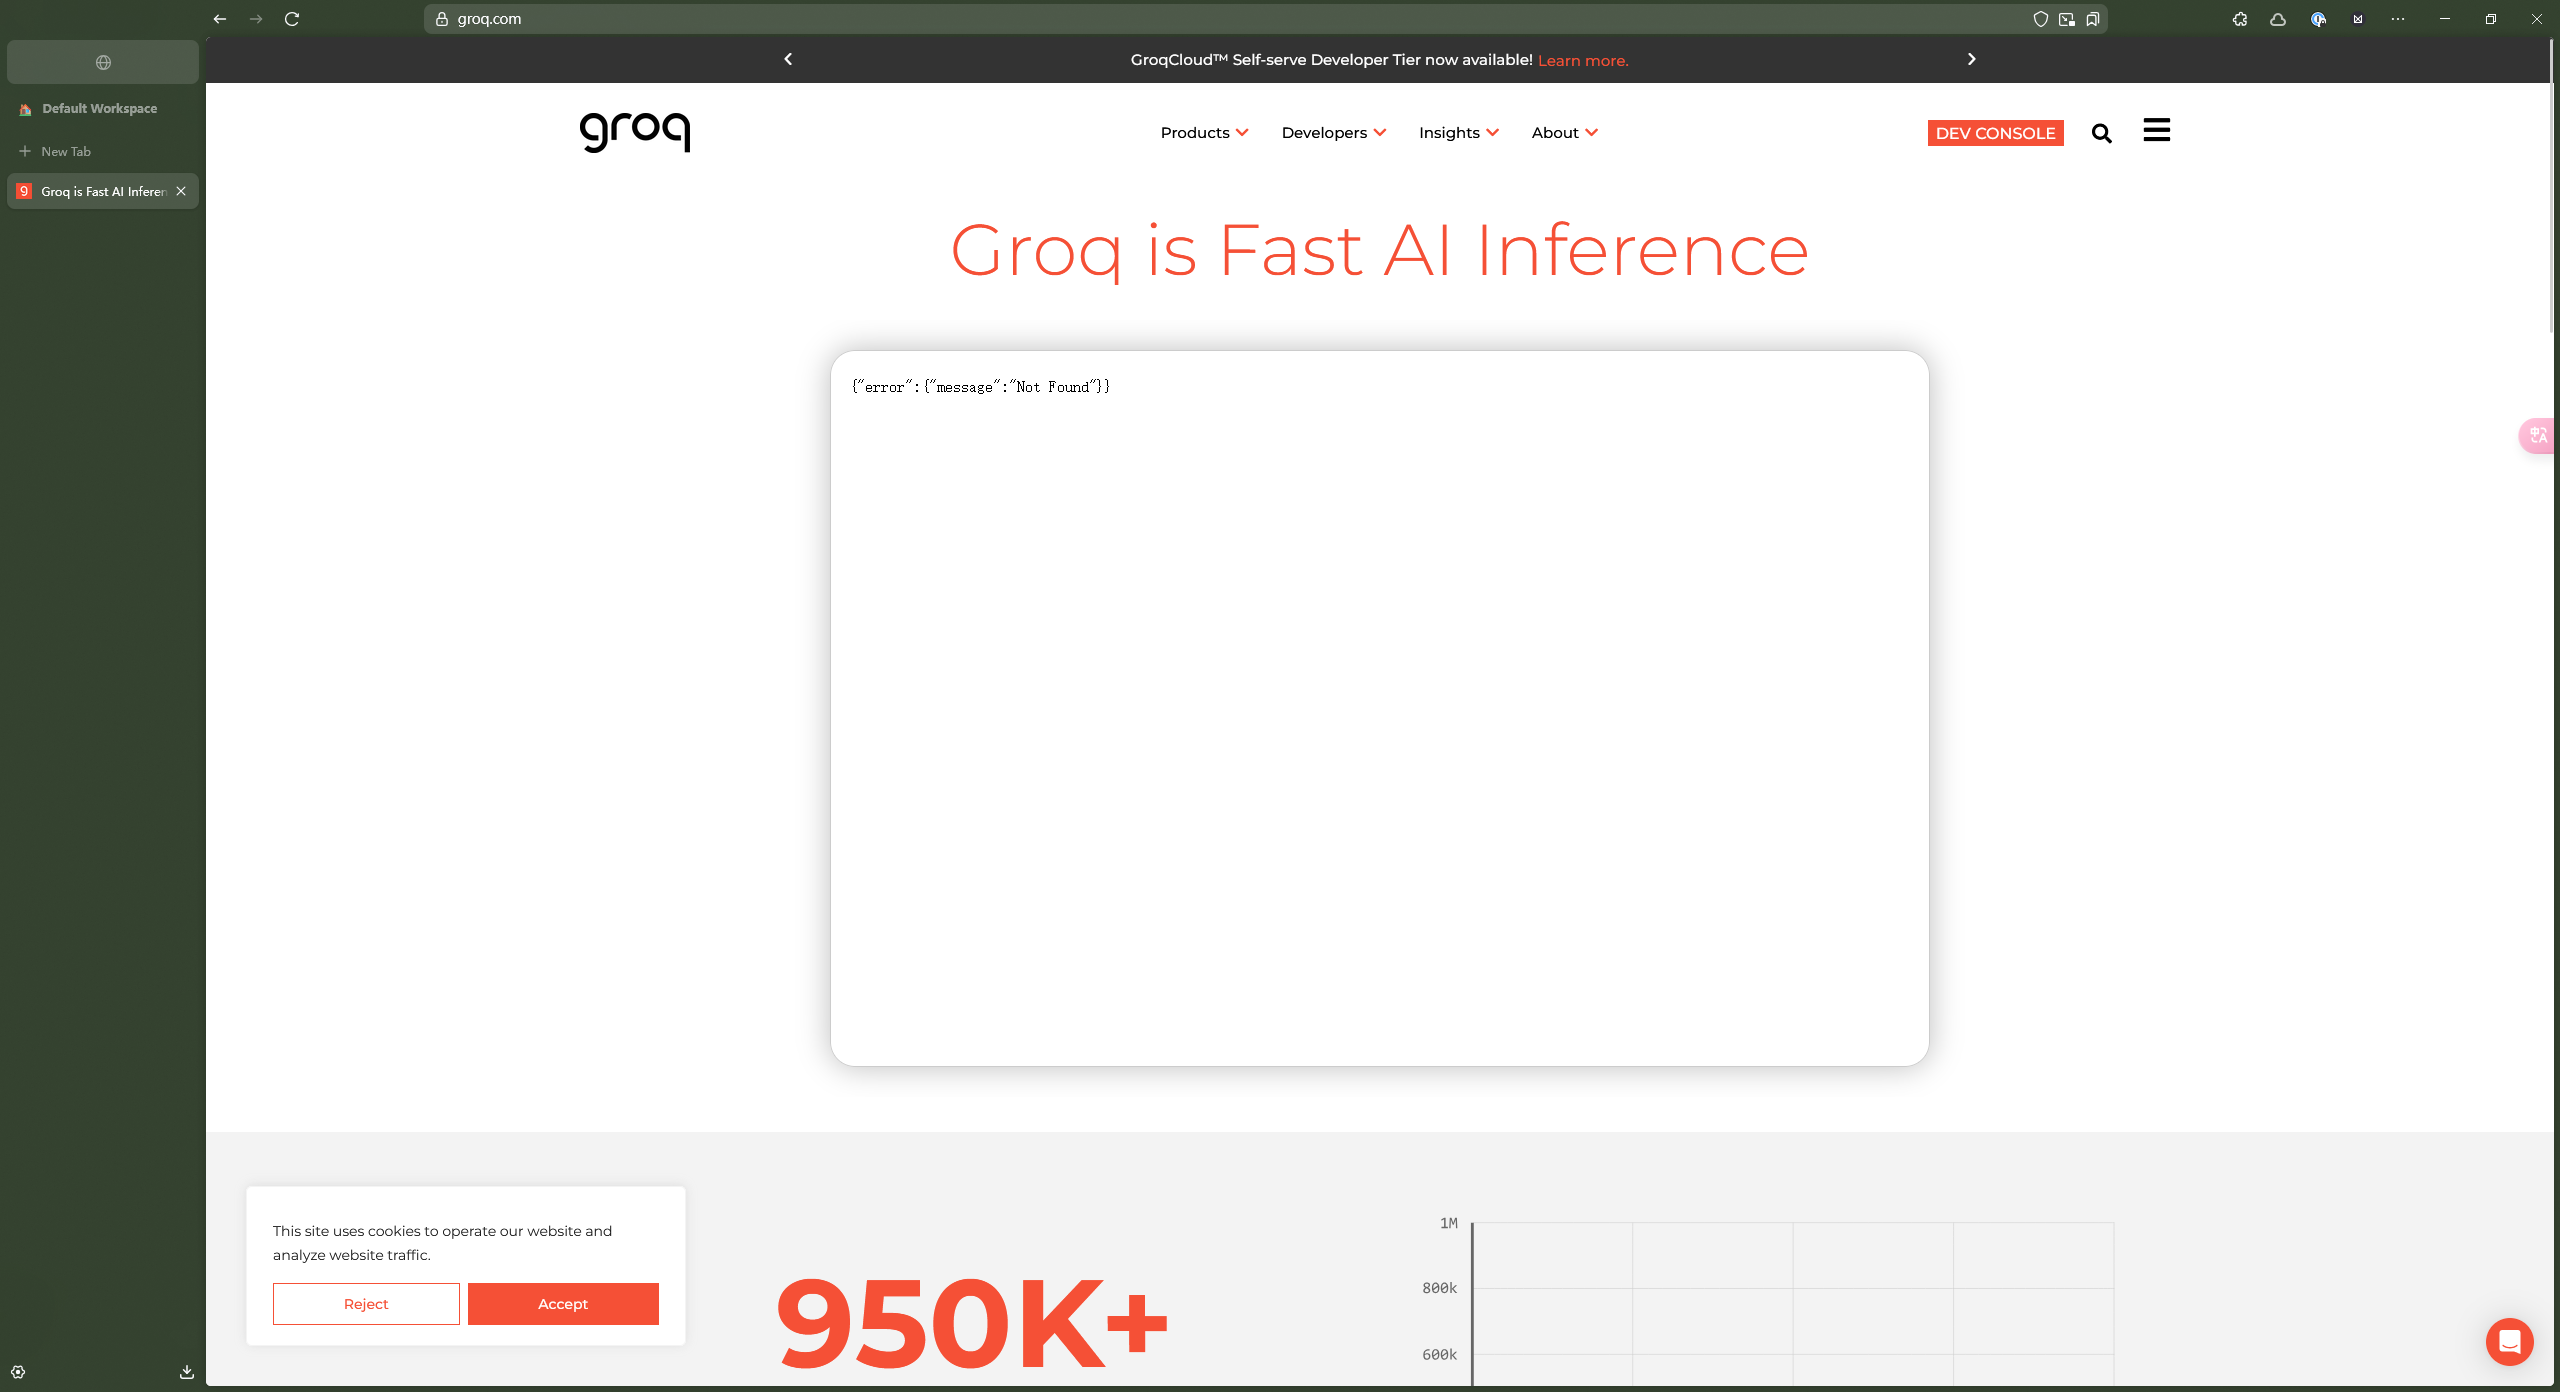 groq.com
Default Workspace
New Tab
Groq is Fast AI Inferen
GroqCloud™ Self-serve Developer Tier now available! Learn more.
groq
Products
Developers
Insights
About
DEV CONSOLE
Groq is Fast AI Inference
{"error":{"message":"Not Found"}}
This site uses cookies to operate our website and
analyze website traffic.
Reject
Accept
950K+
1M
800k
600k